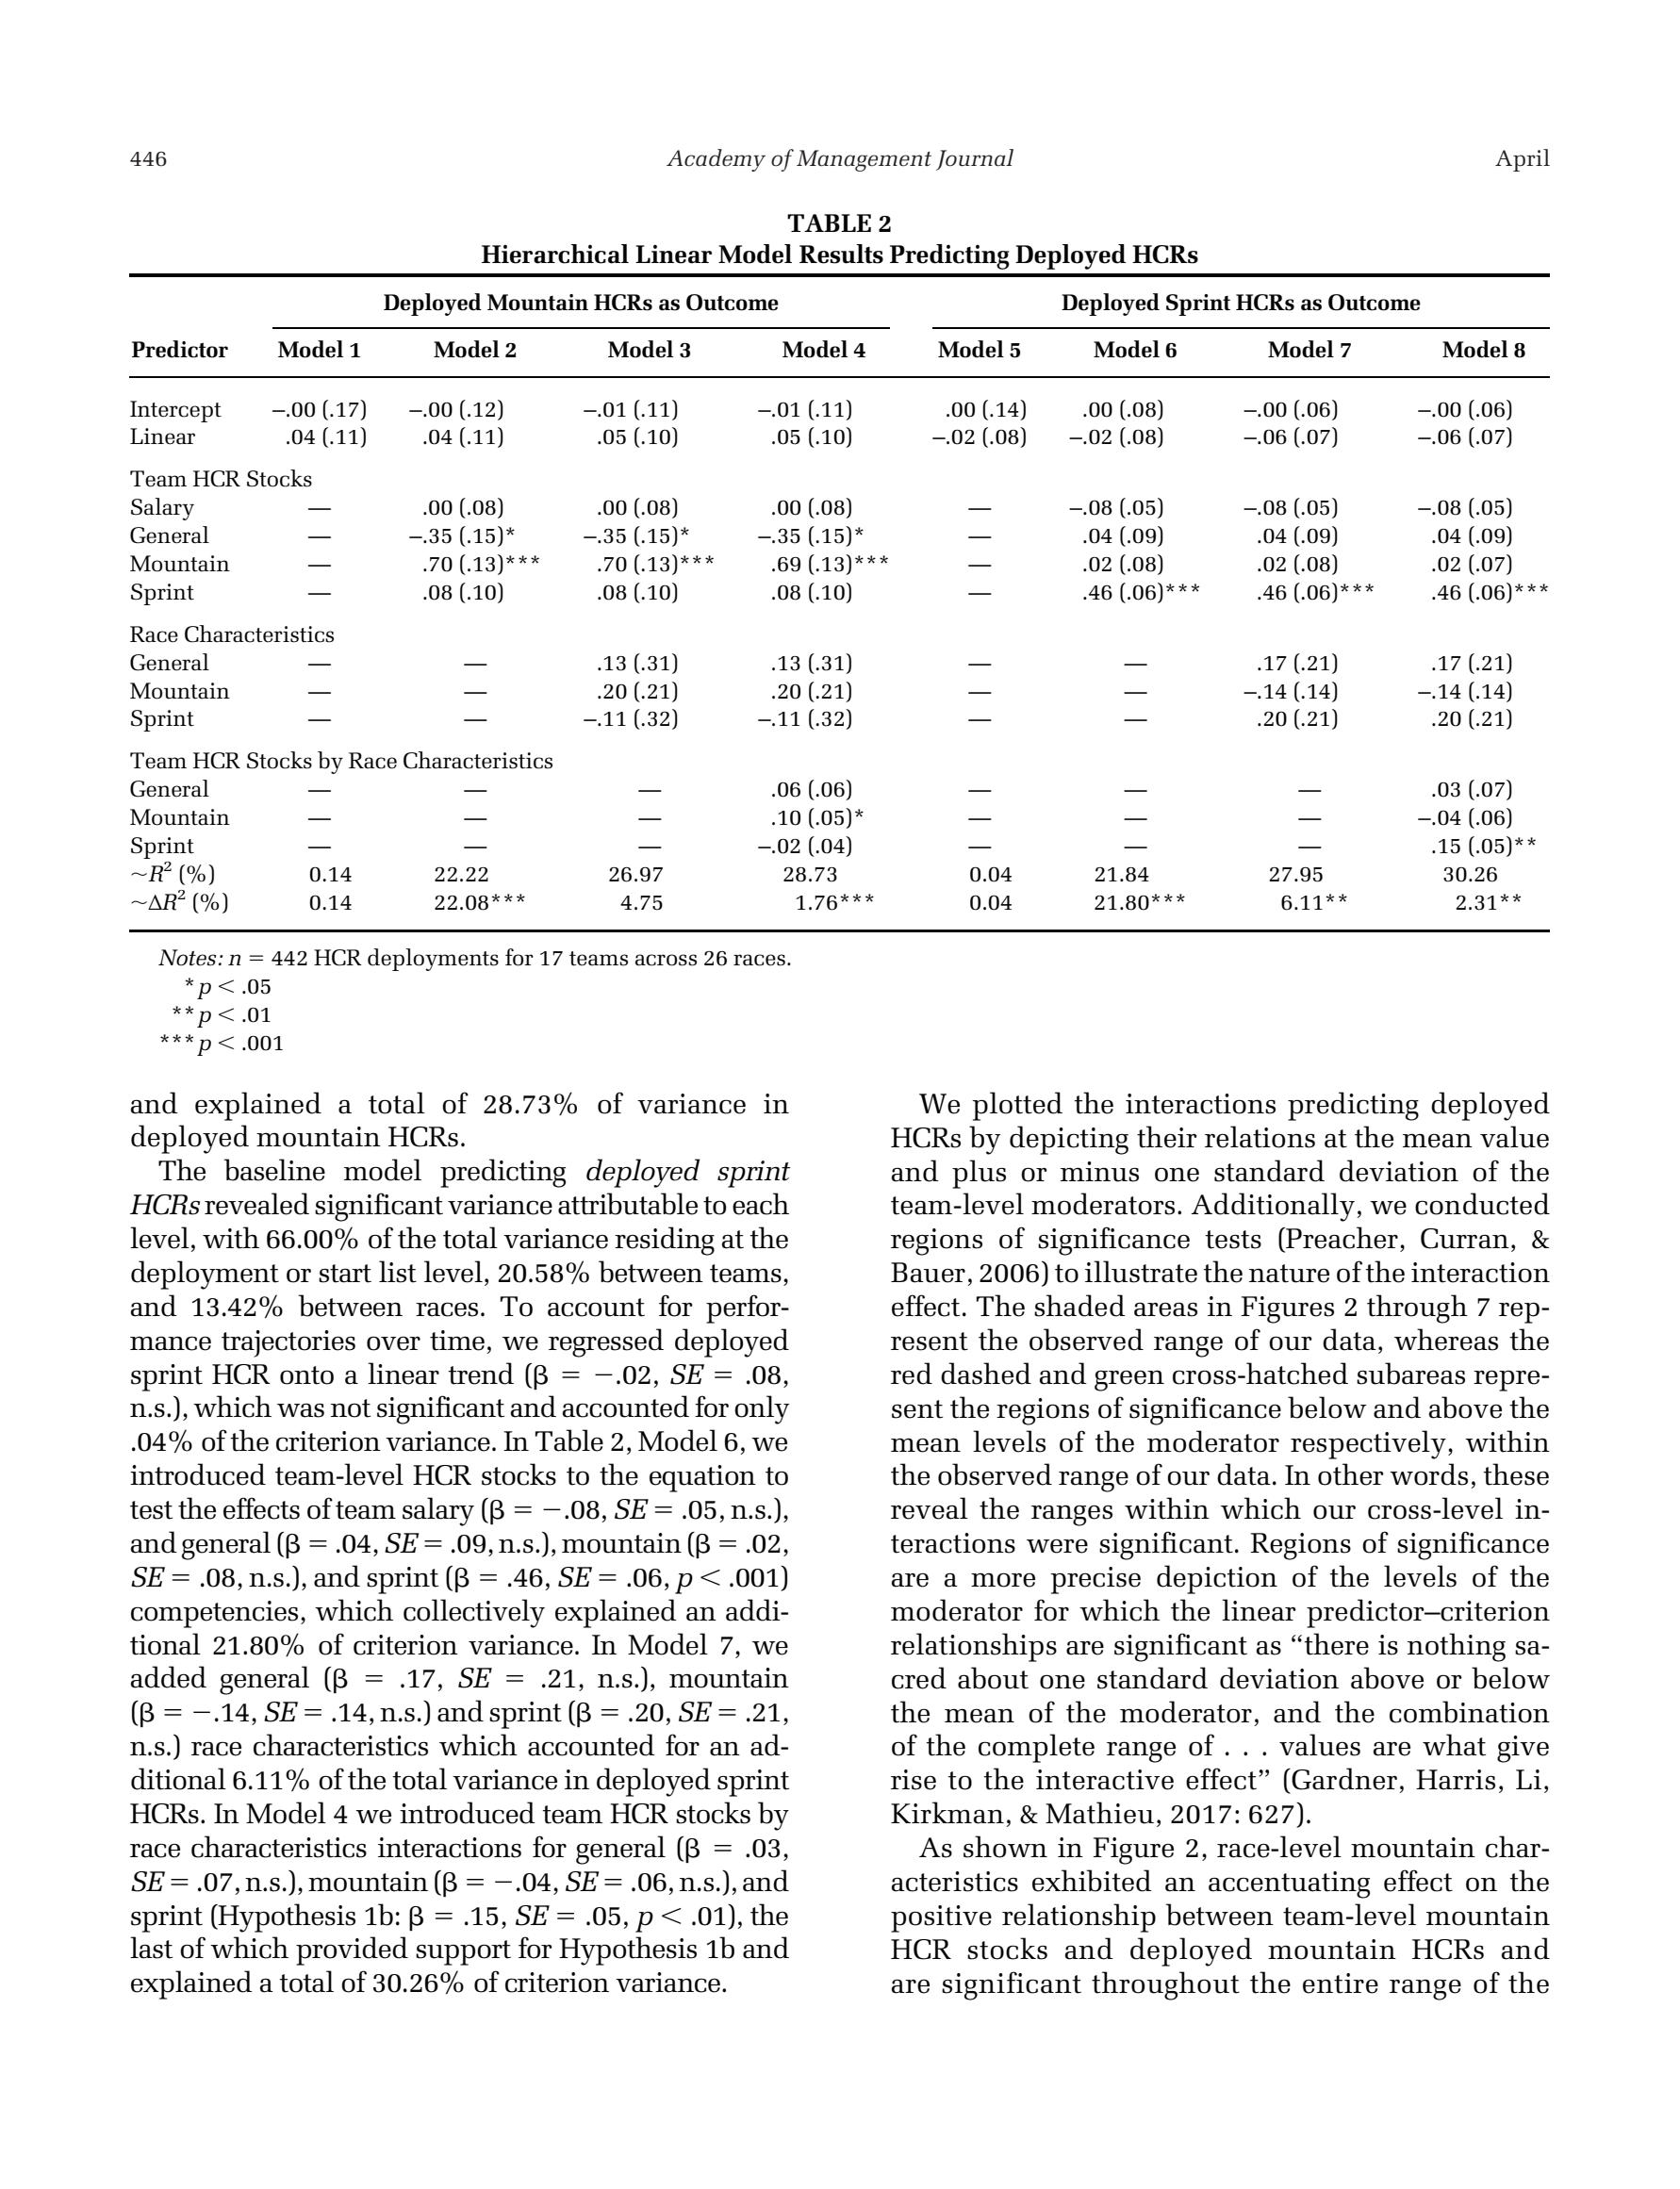 446 Academy of Management Journal April
TABLE 2
Hierarchical Linear Model Results Predicting Deployed HCRs
Deployed Mountain HCRs as Outcome Deployed Sprint HCRs as Outcome
Predictor Model 1 Model 2 Model 3 Model 4 Model 5 Model 6 Model 7 Model 8
Intercept –.00 (.17) –.00 (.12) –.01 (.11) –.01 (.11) .00 (.14) .00 (.08) –.00 (.06) –.00 (.06)
Linear .04 (.11) .04 (.11) .05 (.10) .05 (.10) –.02 (.08) –.02 (.08) –.06 (.07) –.06 (.07)
Team HCR Stocks
Salary — .00 (.08) .00 (.08) .00 (.08) — –.08 (.05) –.08 (.05) –.08 (.05)
General — –.35 (.15)* –.35 (.15)* –.35 (.15)* — .04 (.09) .04 (.09) .04 (.09)
Mountain — .70 (.13)*** .70 (.13)*** .69 (.13)*** — .02 (.08) .02 (.08) .02 (.07)
Sprint — .08 (.10) .08 (.10) .08 (.10) — .46 (.06)*** .46 (.06)*** .46 (.06)***
Race Characteristics
General — — .13 (.31) .13 (.31) — — .17 (.21) .17 (.21)
Mountain — — .20 (.21) .20 (.21) — — –.14 (.14) –.14 (.14)
Sprint — — –.11 (.32) –.11 (.32) — — .20 (.21) .20 (.21)
Team HCR Stocks by Race Characteristics
General — — — .06 (.06) — — — .03 (.07)
Mountain — — — .10 (.05)* — — — –.04 (.06)
Sprint — — — –.02 (.04) — — — .15 (.05)**
~R² (%) 0.14 22.22 26.97 28.73 0.04 21.84 27.95 30.26
~ΔR² (%) 0.14 22.08*** 4.75 1.76*** 0.04 21.80*** 6.11** 2.31**
Notes: n = 442 HCR deployments for 17 teams across 26 races.
* p < .05
** p < .01
*** p < .001
and explained a total of 28.73% of variance in
deployed mountain HCRs.
The baseline model predicting deployed sprint
HCRs revealed significant variance attributable to each
level, with 66.00% of the total variance residing at the
deployment or start list level, 20.58% between teams,
and 13.42% between races. To account for perfor-
mance trajectories over time, we regressed deployed
sprint HCR onto a linear trend (β = −.02, SE = .08,
n.s.), which was not significant and accounted for only
.04% of the criterion variance. In Table 2, Model 6, we
introduced team-level HCR stocks to the equation to
test the effects of team salary (β = −.08, SE = .05, n.s.),
and general (β = .04, SE = .09, n.s.), mountain (β = .02,
SE = .08, n.s.), and sprint (β = .46, SE = .06, p < .001)
competencies, which collectively explained an addi-
tional 21.80% of criterion variance. In Model 7, we
added general (β = .17, SE = .21, n.s.), mountain
(β = −.14, SE = .14, n.s.) and sprint (β = .20, SE = .21,
n.s.) race characteristics which accounted for an ad-
ditional 6.11% of the total variance in deployed sprint
HCRs. In Model 4 we introduced team HCR stocks by
race characteristics interactions for general (β = .03,
SE = .07, n.s.), mountain (β = −.04, SE = .06, n.s.), and
sprint (Hypothesis 1b: β = .15, SE = .05, p < .01), the
last of which provided support for Hypothesis 1b and
explained a total of 30.26% of criterion variance.
We plotted the interactions predicting deployed
HCRs by depicting their relations at the mean value
and plus or minus one standard deviation of the
team-level moderators. Additionally, we conducted
regions of significance tests (Preacher, Curran, &
Bauer, 2006) to illustrate the nature of the interaction
effect. The shaded areas in Figures 2 through 7 rep-
resent the observed range of our data, whereas the
red dashed and green cross-hatched subareas repre-
sent the regions of significance below and above the
mean levels of the moderator respectively, within
the observed range of our data. In other words, these
reveal the ranges within which our cross-level in-
teractions were significant. Regions of significance
are a more precise depiction of the levels of the
moderator for which the linear predictor–criterion
relationships are significant as “there is nothing sa-
cred about one standard deviation above or below
the mean of the moderator, and the combination
of the complete range of . . . values are what give
rise to the interactive effect” (Gardner, Harris, Li,
Kirkman, & Mathieu, 2017: 627).
As shown in Figure 2, race-level mountain char-
acteristics exhibited an accentuating effect on the
positive relationship between team-level mountain
HCR stocks and deployed mountain HCRs and
are significant throughout the entire range of the